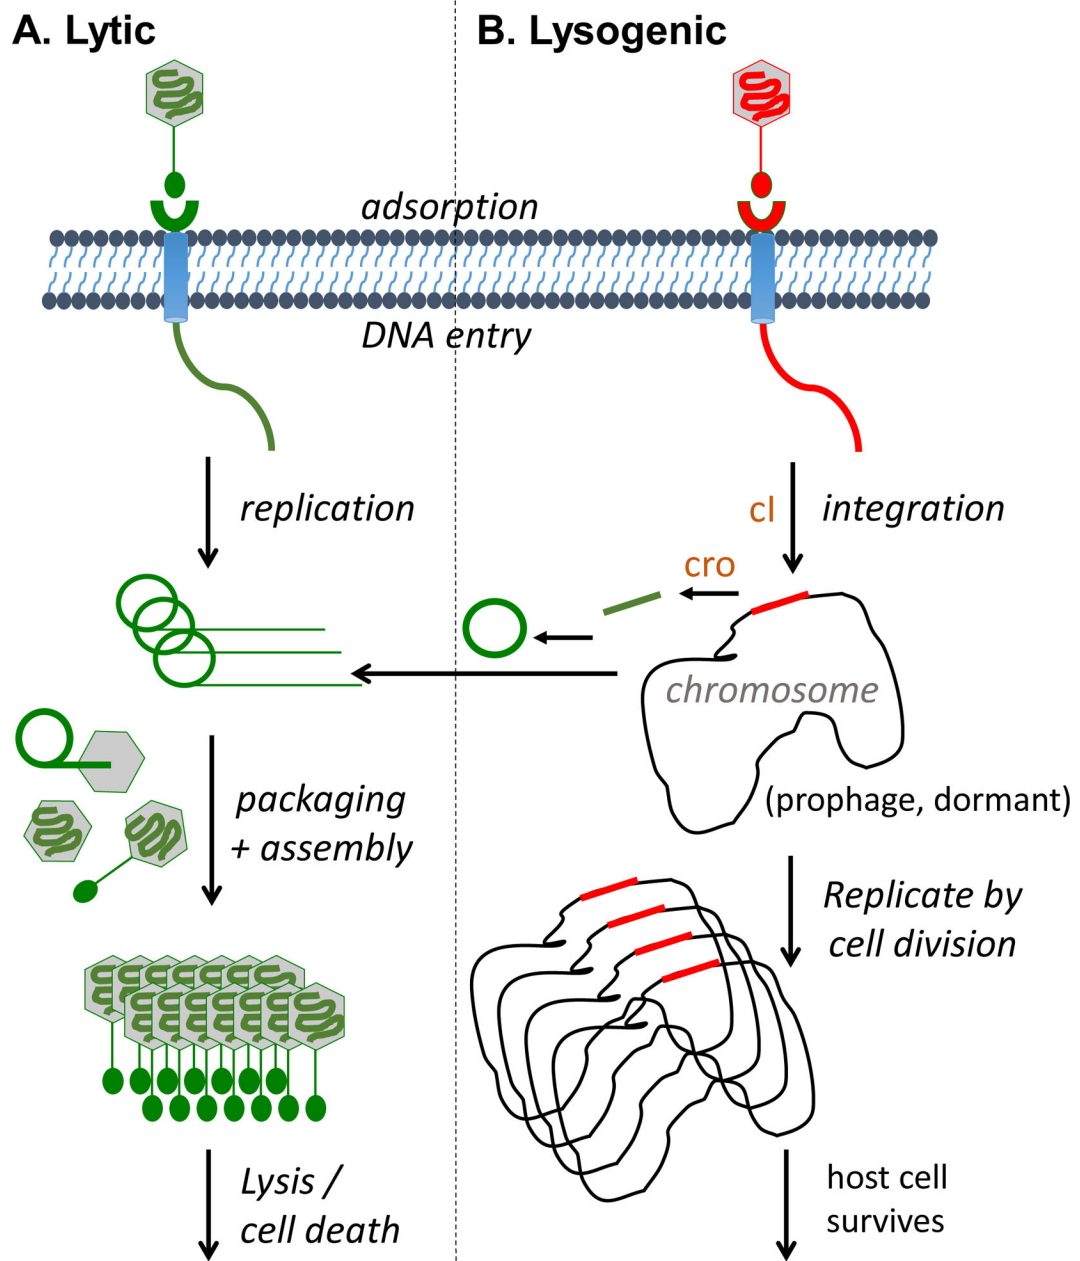 A. Lytic
B. Lysogenic
adsorption
DNA entry
replication
cI
integration
cro
chromosome
(prophage, dormant)
packaging
+ assembly
Replicate by
cell division
Lysis /
cell death
host cell
survives